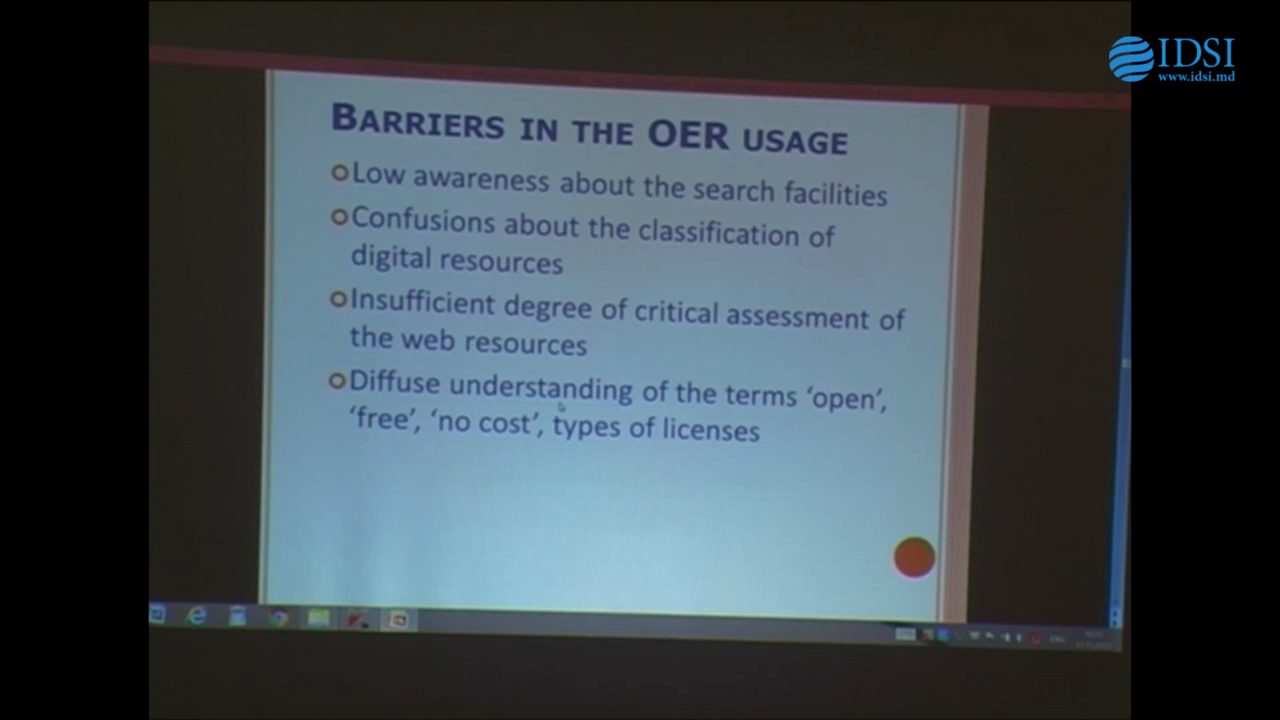 IDSI
www.idsi.md
BARRIERS IN THE OER USAGE
Low awareness about the search facilities
Confusions about the classification of
digital resources
Insufficient degree of critical assessment of
the web resources
Diffuse understanding of the terms ‘open’,
‘free’, ‘no cost’, types of licenses